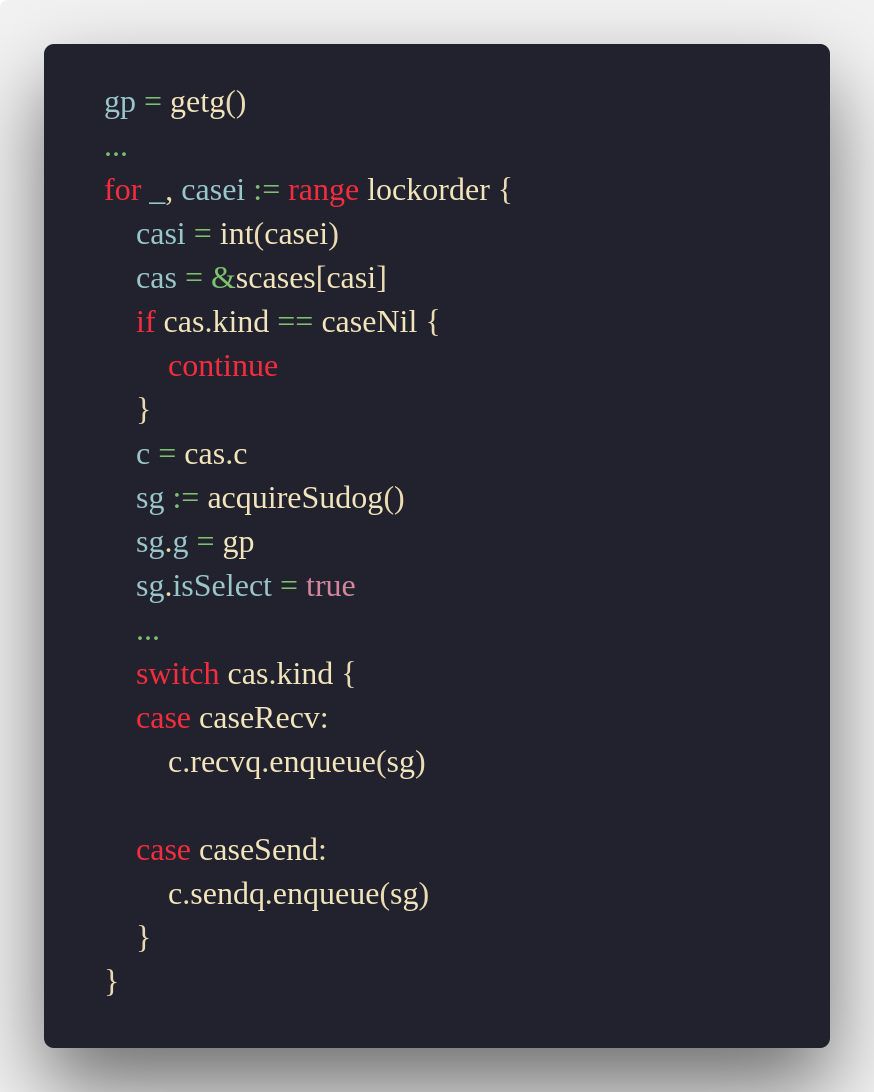 gp = getg()
...
for _, casei := range lockorder {
    casi = int(casei)
    cas = &scases[casi]
    if cas.kind == caseNil {
        continue
    }
    c = cas.c
    sg := acquireSudog()
    sg.g = gp
    sg.isSelect = true
    ...
    switch cas.kind {
    case caseRecv:
        c.recvq.enqueue(sg)

    case caseSend:
        c.sendq.enqueue(sg)
    }
}